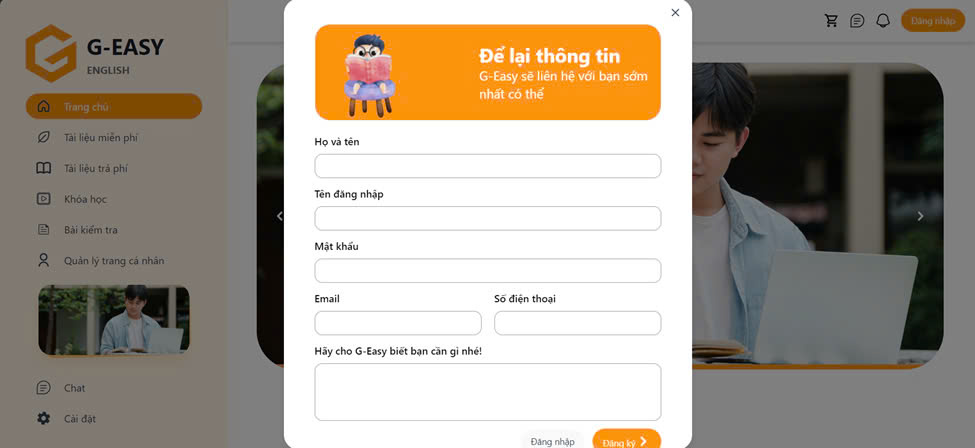 G-EASY
ENGLISH
Trang chủ
Tài liệu miễn phí
Tài liệu trả phí
Khóa học
Bài kiểm tra
Quản lý trang cá nhân
Chat
Cài đặt
Đăng nhập
Để lại thông tin
G-Easy sẽ liên hệ với bạn sớm
nhất có thể
Họ và tên
Tên đăng nhập
Mật khẩu
Email
Số điện thoại
Hãy cho G-Easy biết bạn cần gì nhé!
Đăng nhập
Đăng ký